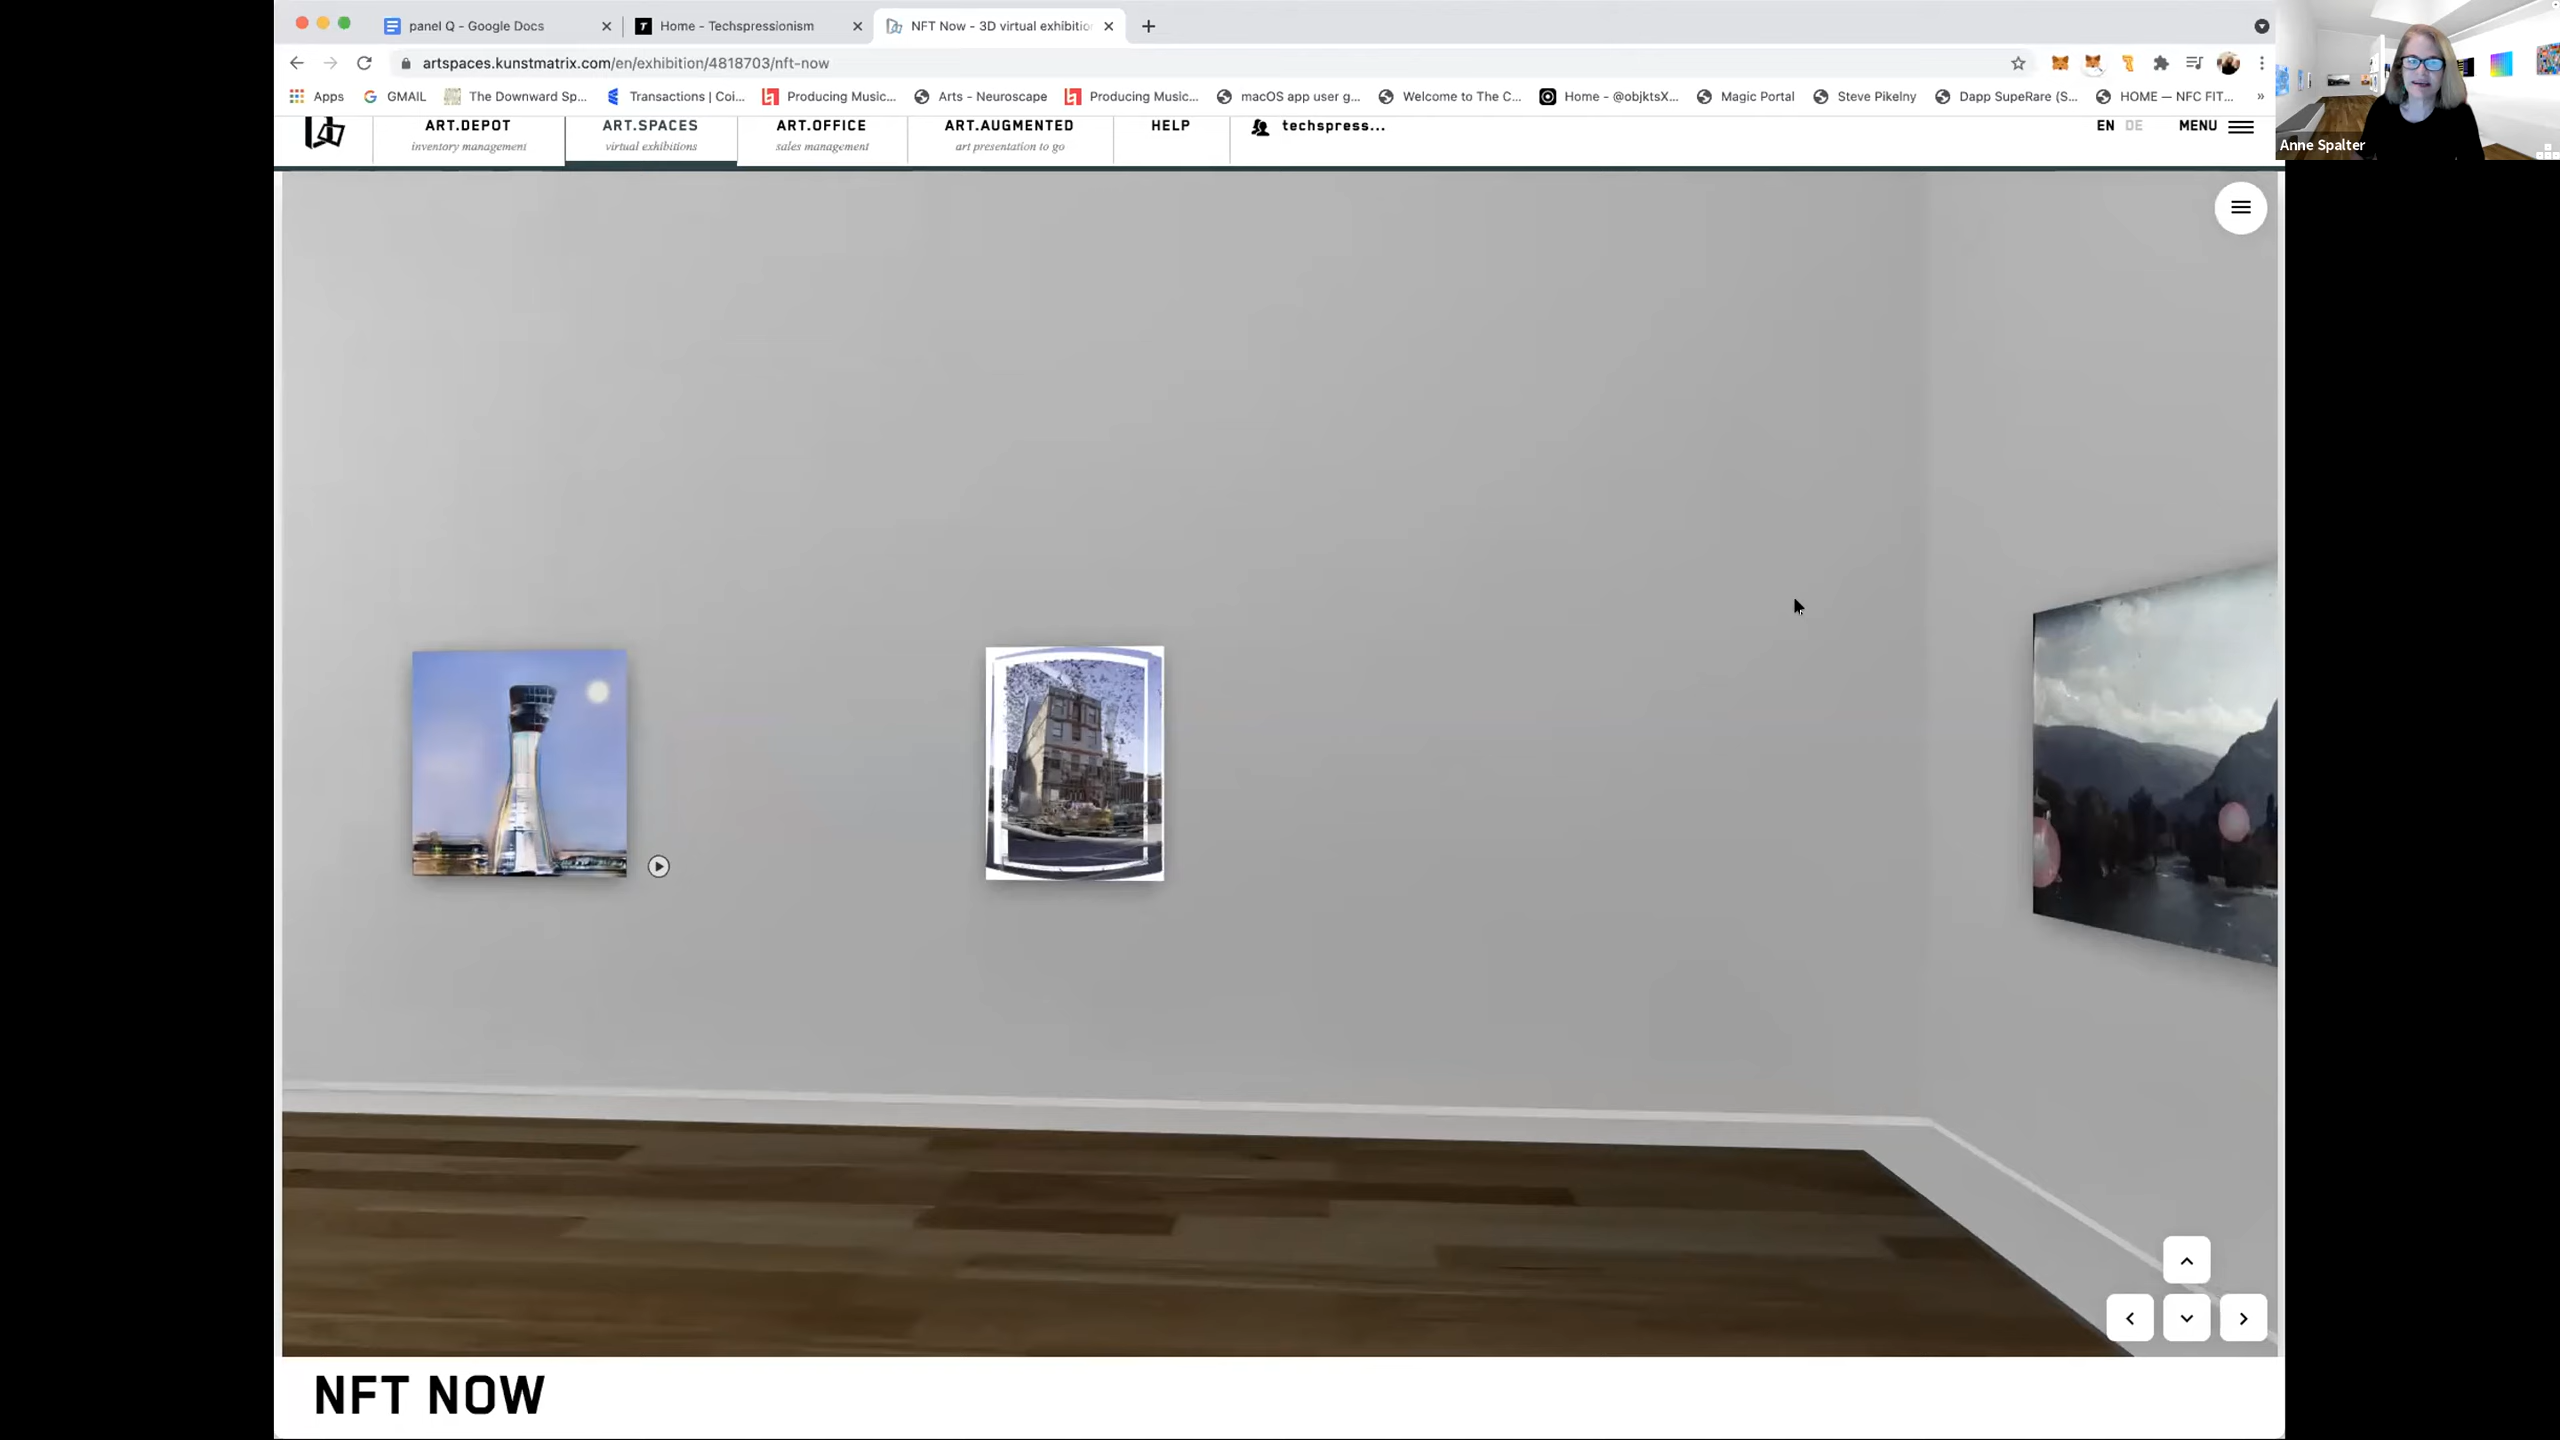 panel Q - Google Docs
T Home - Techspressionism
NFT Now - 3D virtual exhibitio
artspaces.kunstmatrix.com/en/exhibition/4818703/nft-now
Apps GMAIL The Downward Sp... Transactions | Coi... Producing Music... Arts - Neuroscape Producing Music... macOS app user g... Welcome to The C... Home - @objktsX... Magic Portal Steve Pikelny Dapp SupeRare (S... HOME — NFC FIT... »
ART.DEPOT ART.SPACES ART.OFFICE ART.AUGMENTED HELP techspress... EN DE MENU
inventory management virtual exhibitions sales management art presentation to go
Anne Spalter
NFT NOW